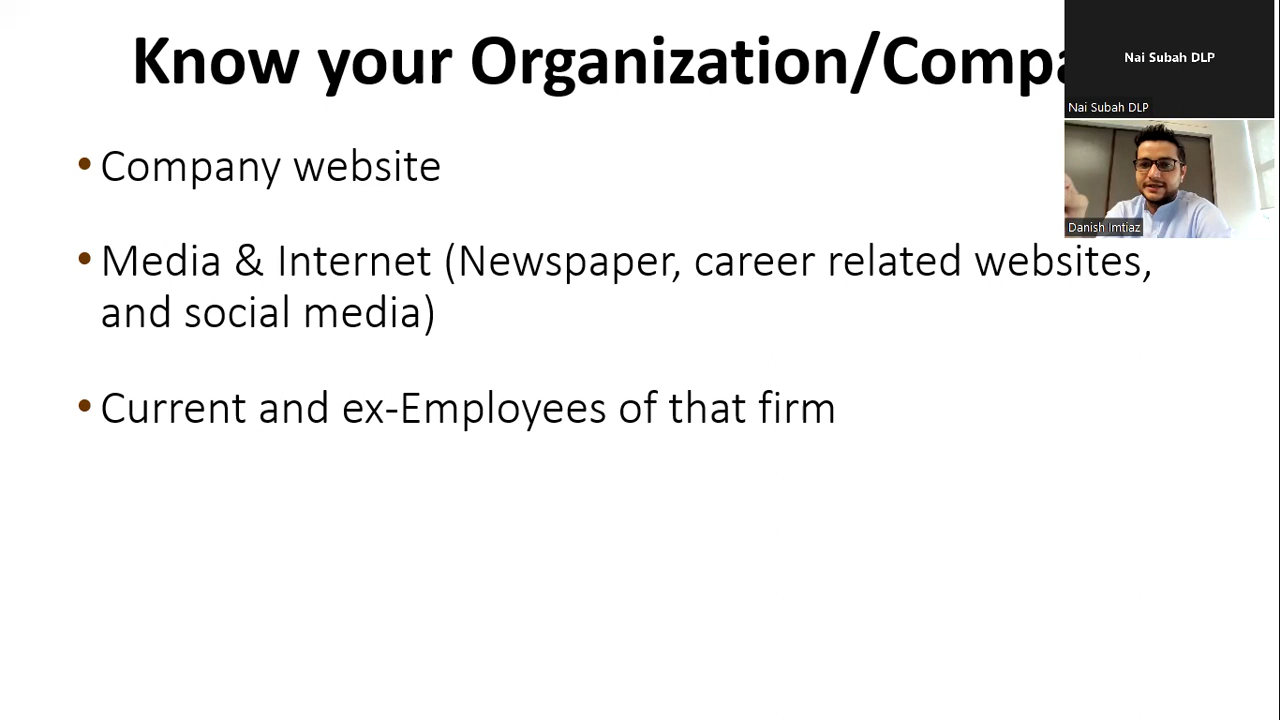 Know your Organization/Compa
Nai Subah DLP
Nai Subah DLP
• Company website
Danish Imtiaz
• Media & Internet (Newspaper, career related websites,
and social media)
• Current and ex-Employees of that firm